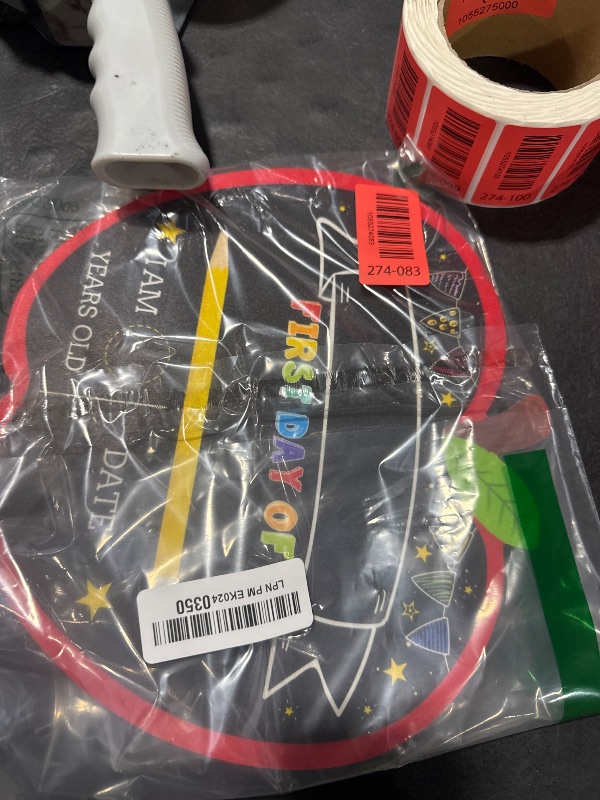 1055275000
274-100
1055274083
274-083
FIRST DAY OF
I AM
YEARS OLD
DATE
LPN PM EK0240350